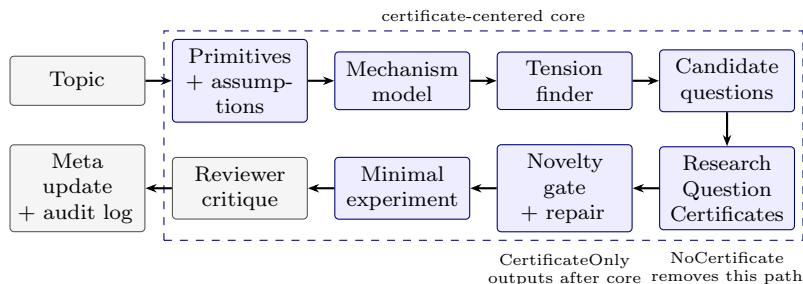 certificate-centered core
Topic
Primitives
+ assump-
tions
Mechanism
model
Tension
finder
Candidate
questions
Meta
update
+ audit log
Reviewer
critique
Minimal
experiment
Novelty
gate
+ repair
Research
Question
Certificates
CertificateOnly
outputs after core
NoCertificate
removes this path